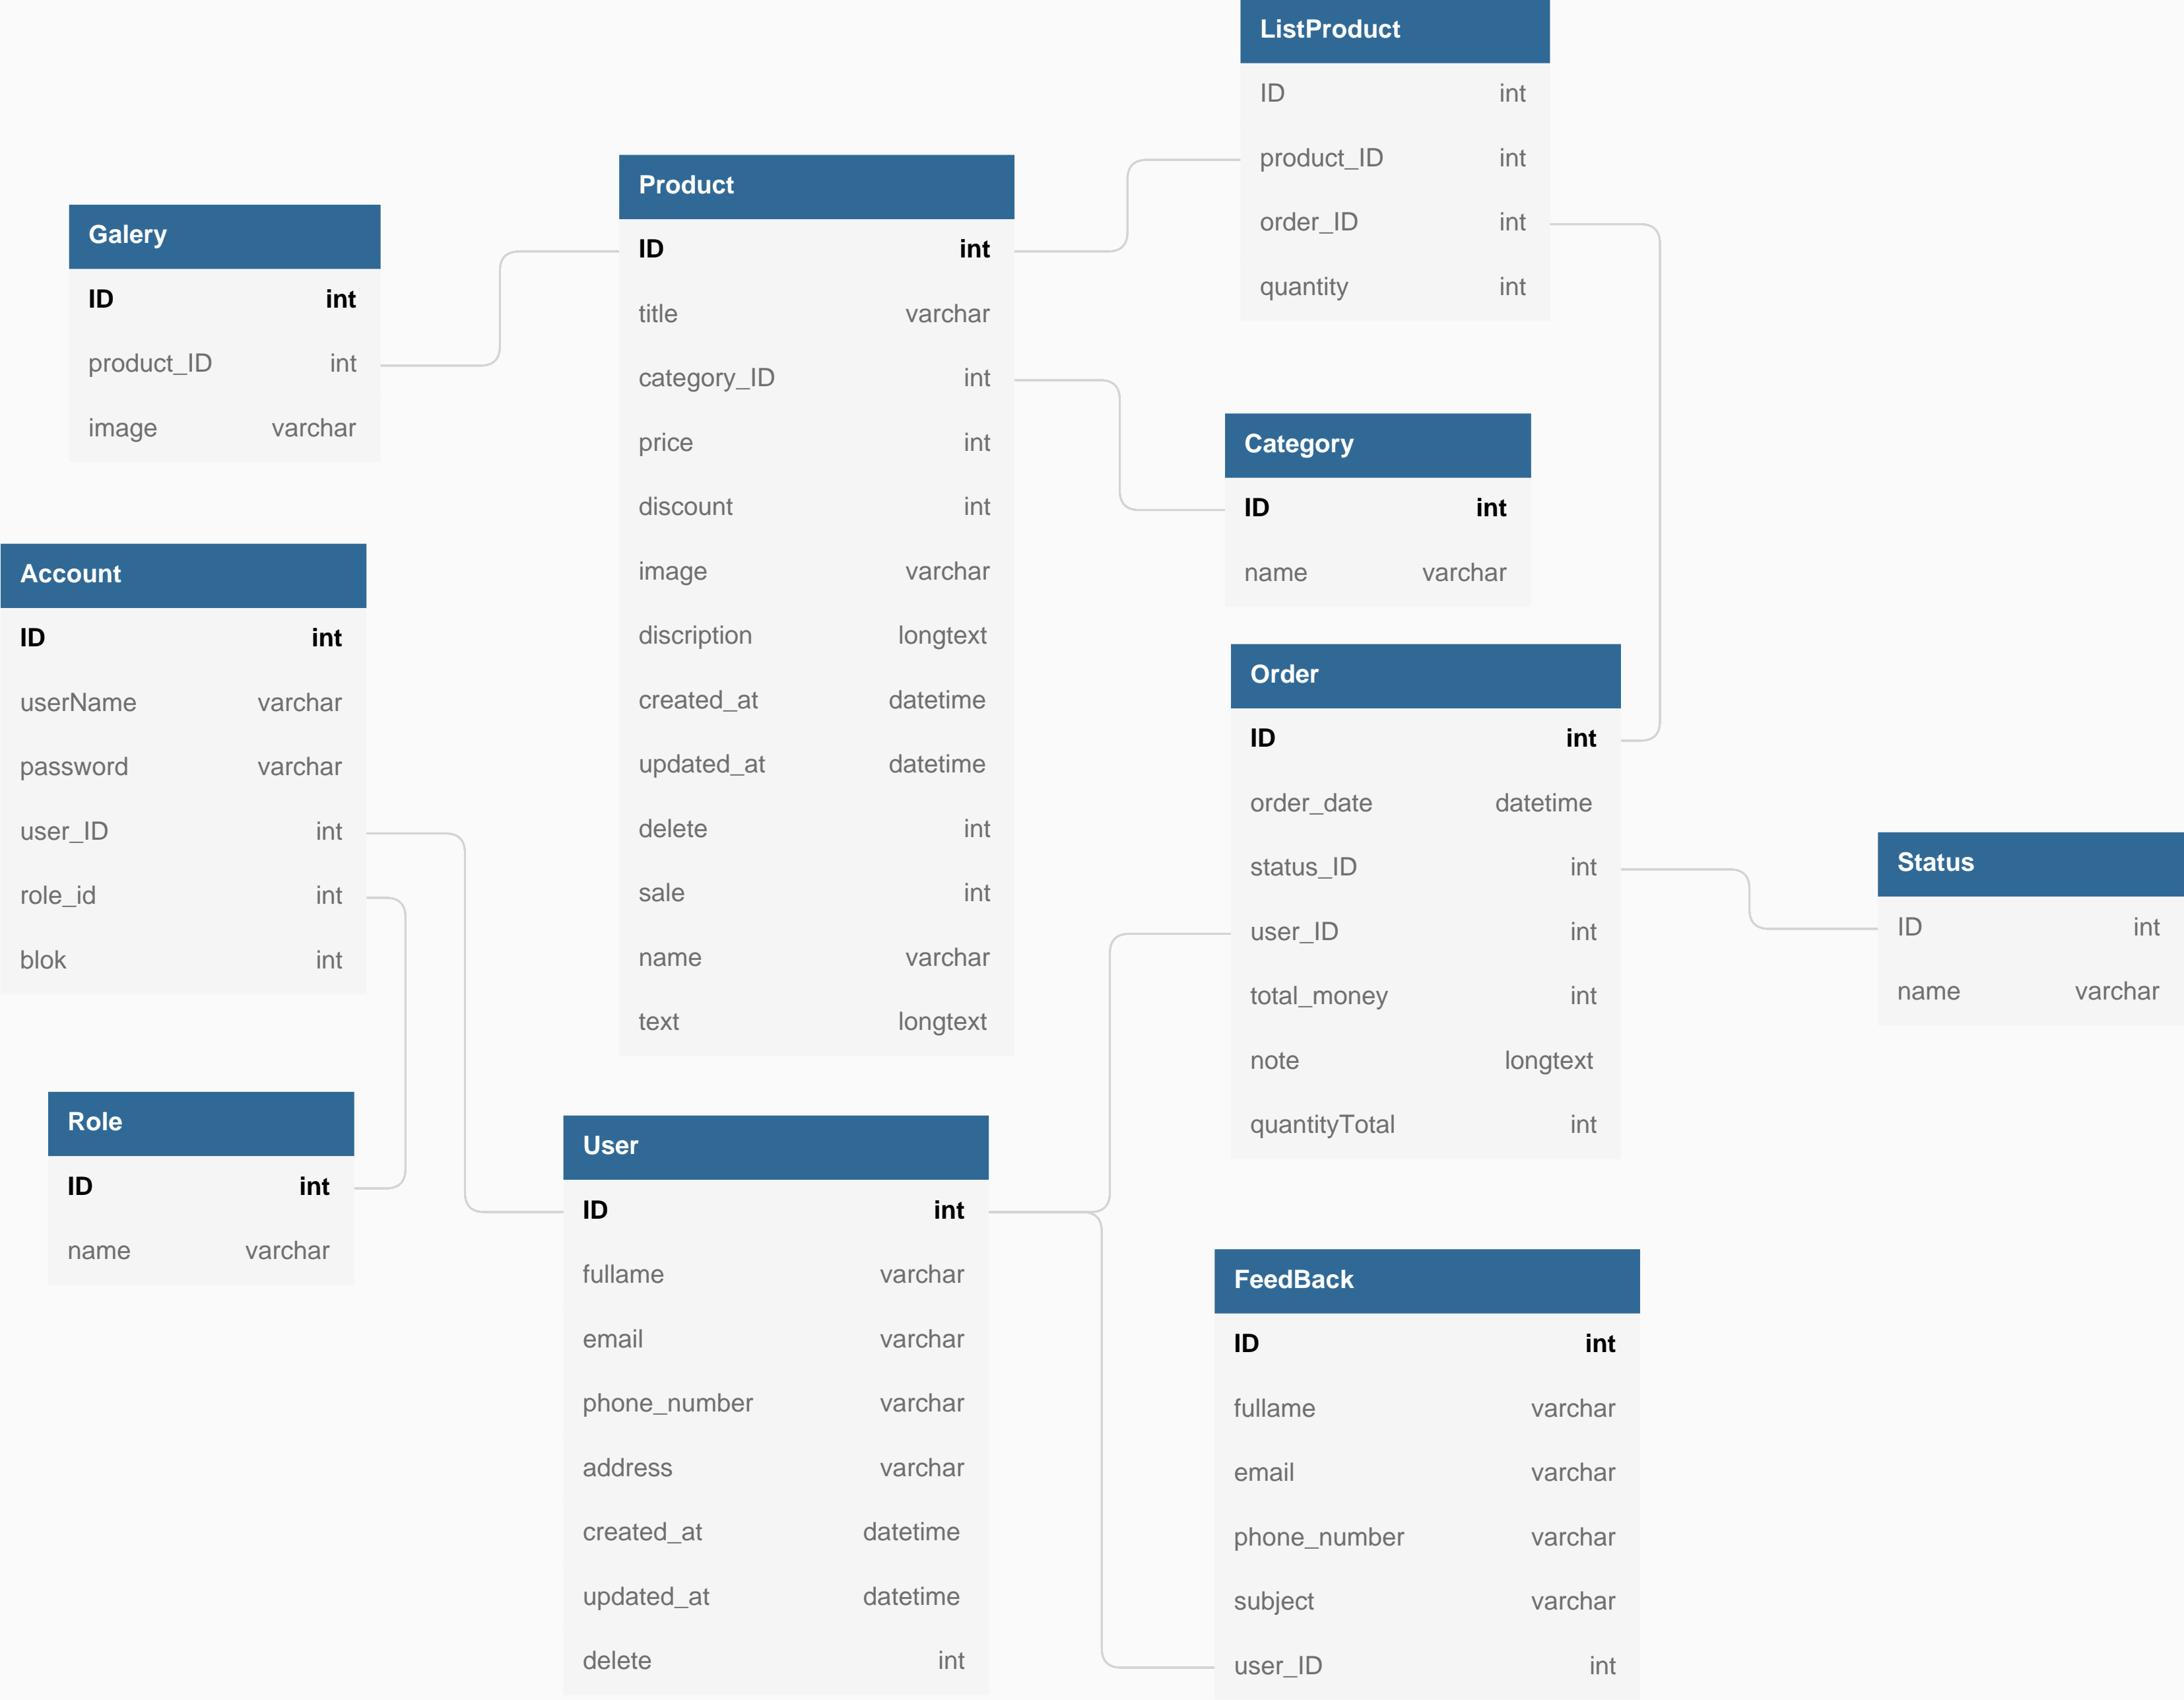 ListProduct
ID int
product_ID int
order_ID int
quantity int
Product
ID int
title varchar
category_ID int
price int
discount int
image varchar
discription longtext
created_at datetime
updated_at datetime
delete int
sale int
name varchar
text longtext
Galery
ID int
product_ID int
image varchar
Category
ID int
name varchar
Account
ID int
userName varchar
password varchar
user_ID int
role_id int
blok int
Order
ID int
order_date datetime
status_ID int
user_ID int
total_money int
note longtext
quantityTotal int
Status
ID int
name varchar
Role
ID int
name varchar
User
ID int
fullame varchar
email varchar
phone_number varchar
address varchar
created_at datetime
updated_at datetime
delete int
FeedBack
ID int
fullame varchar
email varchar
phone_number varchar
subject varchar
user_ID int